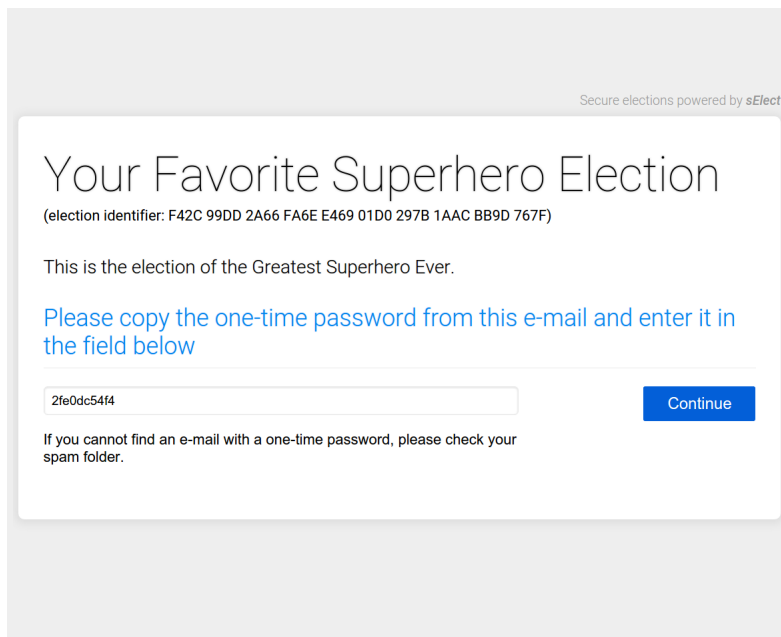 Secure elections powered by sElect
Your Favorite Superhero Election
(election identifier: F42C 99DD 2A66 FA6E E469 01D0 297B 1AAC BB9D 767F)
This is the election of the Greatest Superhero Ever.
Please copy the one-time password from this e-mail and enter it in
the field below
2fe0dc54f4
Continue
If you cannot find an e-mail with a one-time password, please check your
spam folder.